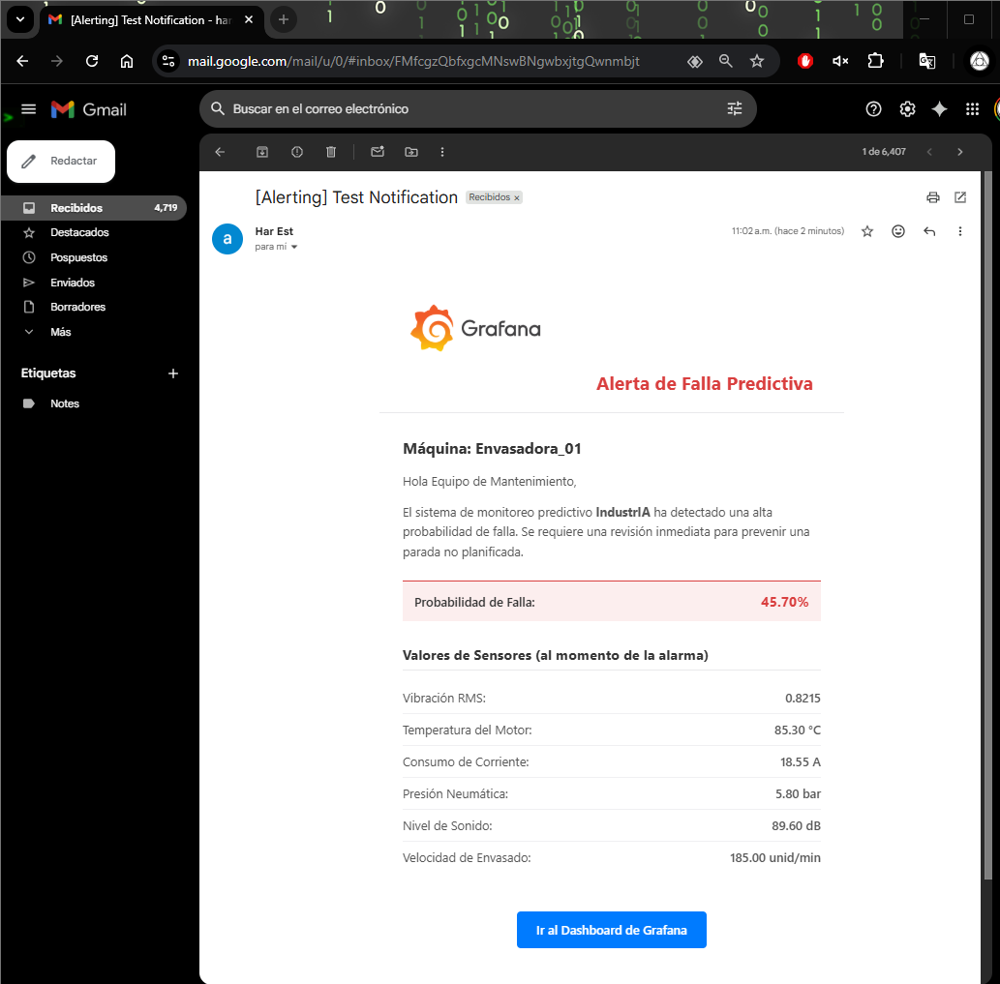 [Alerting] Test Notification - har
mail.google.com/mail/u/0/#inbox/FMfcgzQbfxgcMNswBNgwbxjtgQwnmbjt
Gmail
Buscar en el correo electrónico
Redactar
1 de 6,407
Recibidos 4,719
Destacados
Pospuestos
Enviados
Borradores
Más
Etiquetas
Notes
[Alerting] Test Notification Recibidos ×
a
Har Est
11:02 a.m. (hace 2 minutos)
para mí
Grafana
Alerta de Falla Predictiva
Máquina: Envasadora_01
Hola Equipo de Mantenimiento,
El sistema de monitoreo predictivo IndustrIA ha detectado una alta
probabilidad de falla. Se requiere una revisión inmediata para prevenir una
parada no planificada.
Probabilidad de Falla: 45.70%
Valores de Sensores (al momento de la alarma)
Vibración RMS: 0.8215
Temperatura del Motor: 85.30 °C
Consumo de Corriente: 18.55 A
Presión Neumática: 5.80 bar
Nivel de Sonido: 89.60 dB
Velocidad de Envasado: 185.00 unid/min
Ir al Dashboard de Grafana